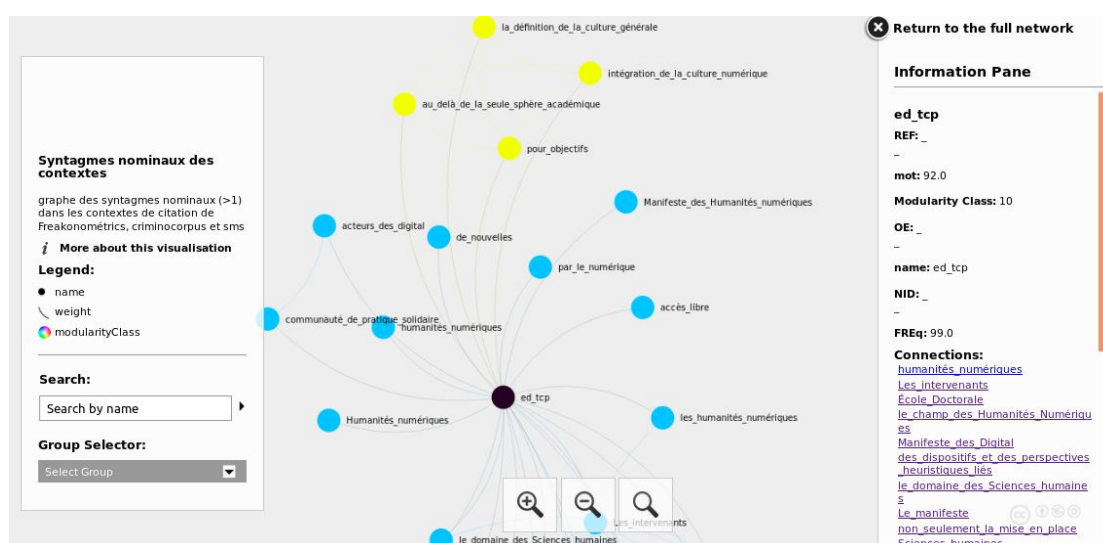 Syntagmes nominaux des
contextes
graphe des syntagmes nominaux (>1)
dans les contextes de citation de
Freakonométrics, criminocorpus et sms
i More about this visualisation
Legend:
name
weight
modularityClass
Search:
Search by name
Group Selector:
Select Group
la_définition_de_la_culture_générale
intégration_de_la_culture_numérique
au_delà_de_la_seule_sphère_académique
pour_objectifs
Manifeste_des_Humanités_numériques
acteurs_des_digital
de_nouvelles
par_le_numérique
accès_libre
communauté_de_pratique_solidaire
humanités_numériques
ed_tcp
Humanités_numériques
les_humanités_numériques
Les_intervenants
le_domaine_des_Sciences_humaines
Return to the full network
Information Pane
ed_tcp
REF: _
_
mot: 92.0
Modularity Class: 10
OE: _
_
name: ed_tcp
NID: _
_
FREq: 99.0
Connections:
humanités_numériques
Les_intervenants
École_Doctorale
le_champ_des_Humanités_Numériqu
es
Manifeste_des_Digital
des_dispositifs_et_des_perspectives
_heuristiques_liés
le_domaine_des_Sciences_humaine
s
Le_manifeste
non_seulement_la_mise_en_place
Sciences_humaines